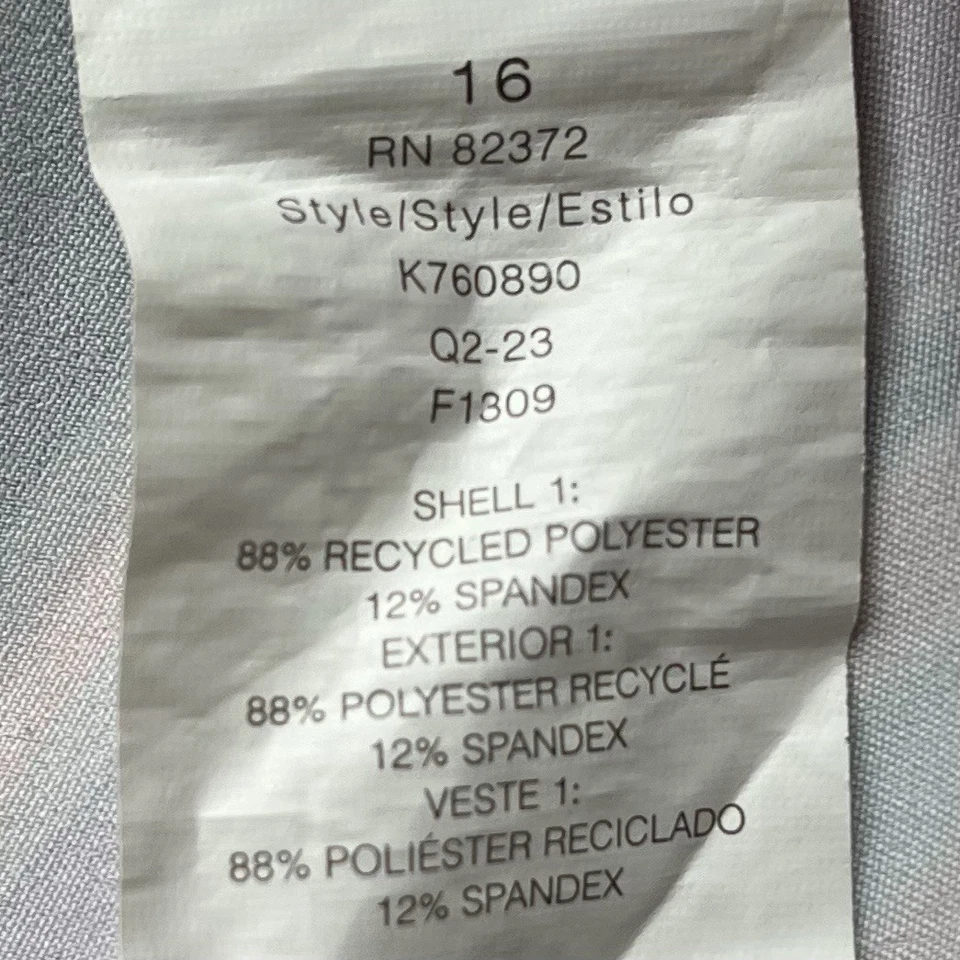 16
RN 82372
Style/Style/Estilo
K760890
Q2-23
F1309
SHELL 1:
88% RECYCLED POLYESTER
12% SPANDEX
EXTERIOR 1:
88% POLYESTER RECYCLÉ
12% SPANDEX
VESTE 1:
88% POLIÉSTER RECICLADO
12% SPANDEX